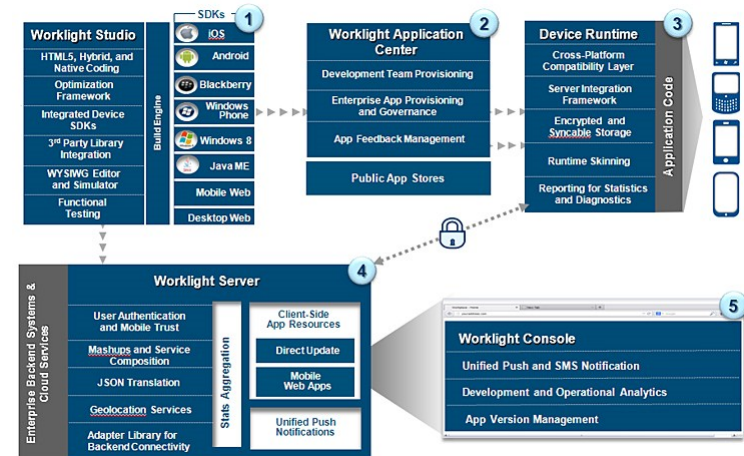 Worklight Studio
HTML5, Hybrid, and
Native Coding
Optimization
Framework
Integrated Device
SDKs
3rd Party Library
Integration
WYSIWG Editor
and Simulator
Functional
Testing
Build Engine
SDKs
1
iOS
Android
Blackberry
Windows
Phone
Windows 8
Java ME
Mobile Web
Desktop Web
Worklight Application
Center
2
Development Team Provisioning
Enterprise App Provisioning
and Governance
App Feedback Management
Public App Stores
Device Runtime
3
Cross-Platform
Compatibility Layer
Server Integration
Framework
Encrypted and
Syncable Storage
Runtime Skinning
Reporting for Statistics
and Diagnostics
Application Code
Enterprise Backend Systems &
Cloud Services
Worklight Server
4
User Authentication
and Mobile Trust
Mashups and Service
Composition
JSON Translation
Geolocation Services
Adapter Library for
Backend Connectivity
Stats Aggregation
Client-Side
App Resources
Direct Update
Mobile
Web Apps
Unified Push
Notifications
5
Worklight Console
Unified Push and SMS Notification
Development and Operational Analytics
App Version Management